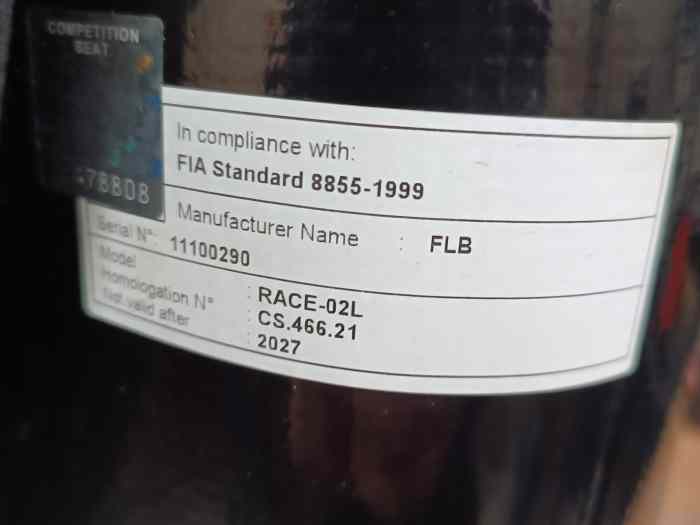 COMPETITION
SEAT
78808
In compliance with:
FIA Standard 8855-1999
Manufacturer Name : FLB
Serial N°: 11100290
Model : RACE-02L
Homologation N° : CS.466.21
Not valid after : 2027